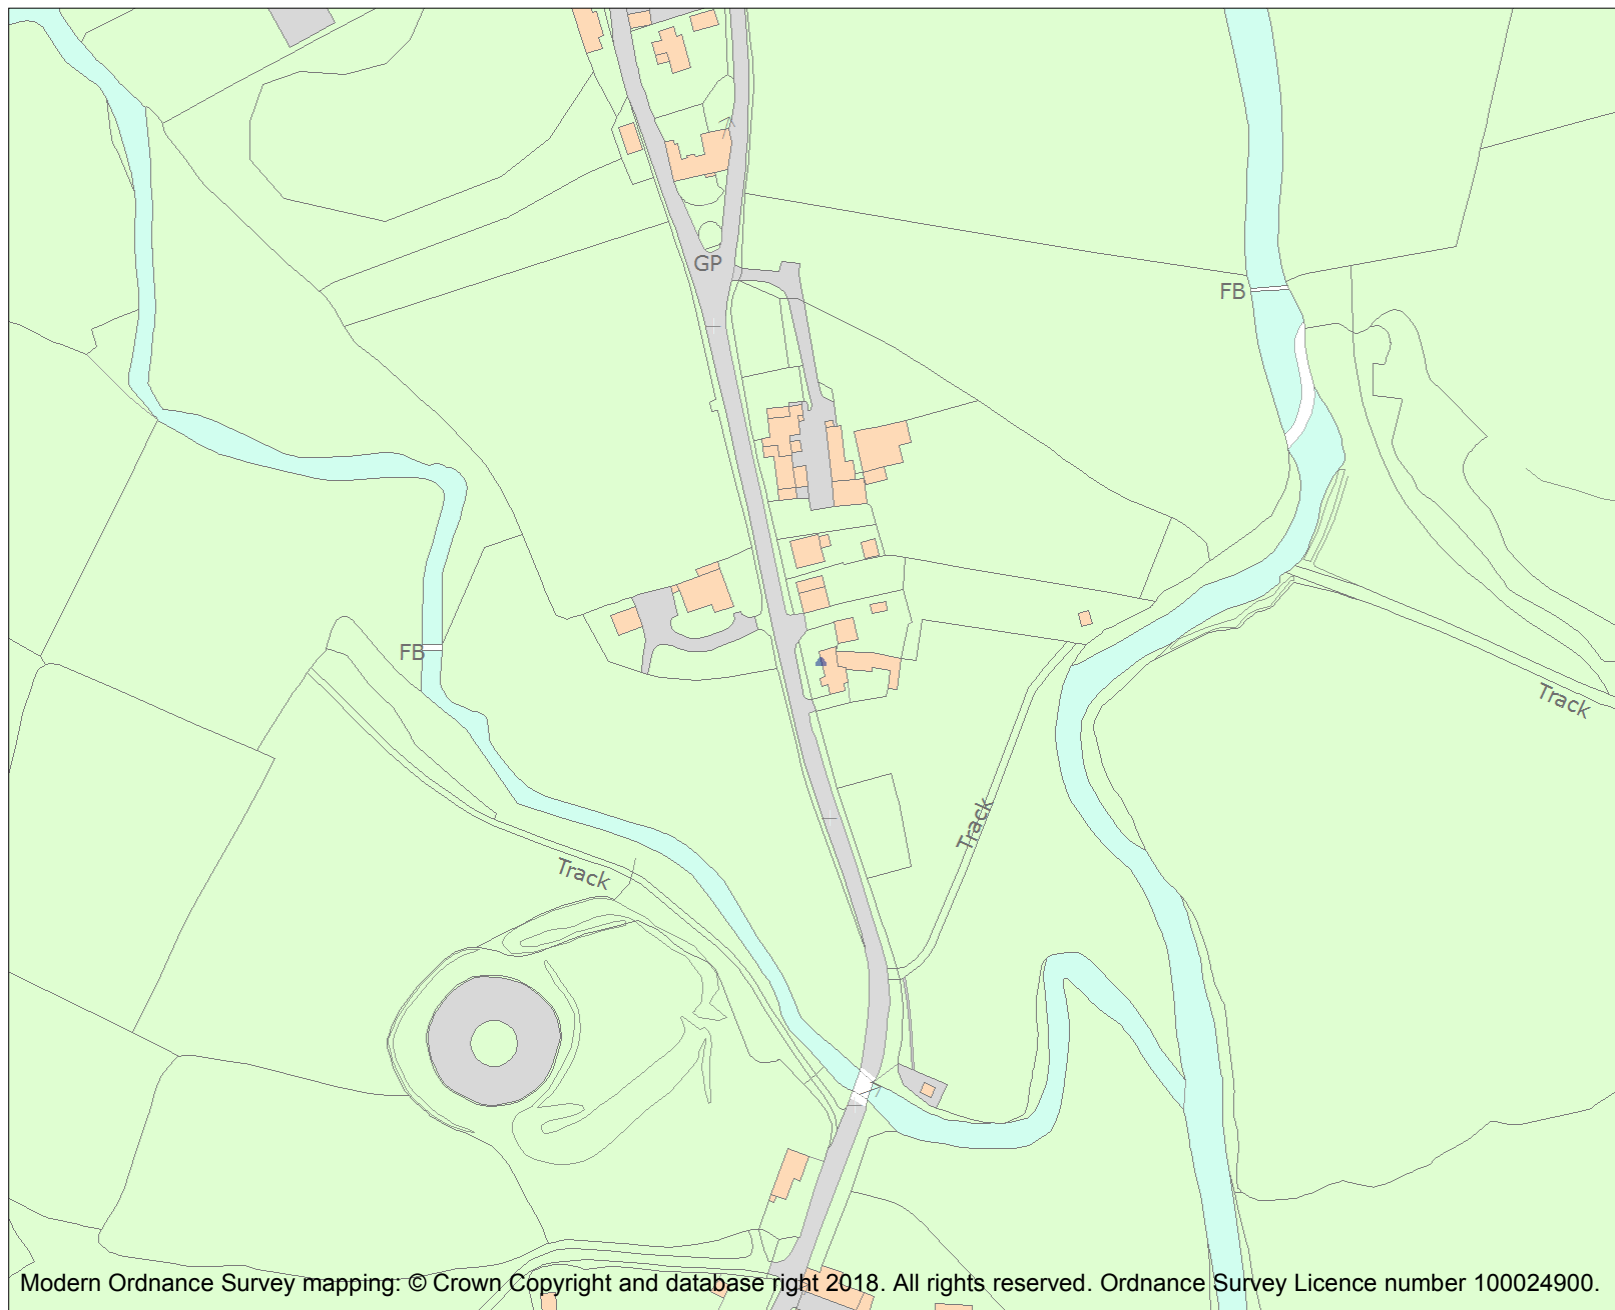 GP
FB
FB
Track
Track
Track
Modern Ordnance Survey mapping: © Crown Copyright and database right 2018. All rights reserved. Ordnance Survey Licence number 100024900.